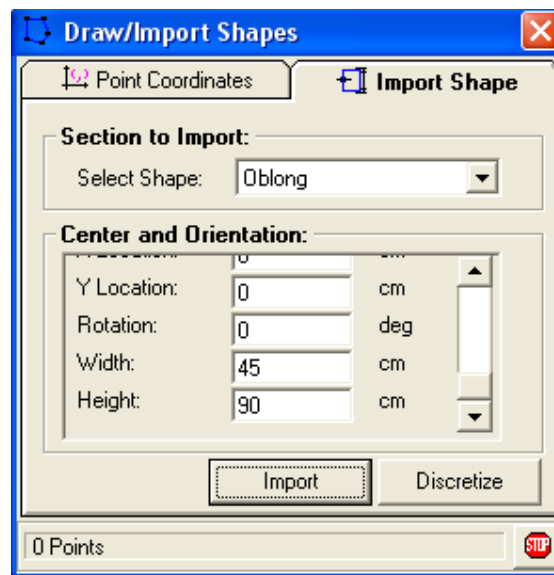 Draw/Import Shapes
Point Coordinates Import Shape
Section to Import:
Select Shape: Oblong
Center and Orientation:
0
Y Location: 0 cm
Rotation: 0 deg
Width: 45 cm
Height: 90 cm
Import Discretize
0 Points STOP